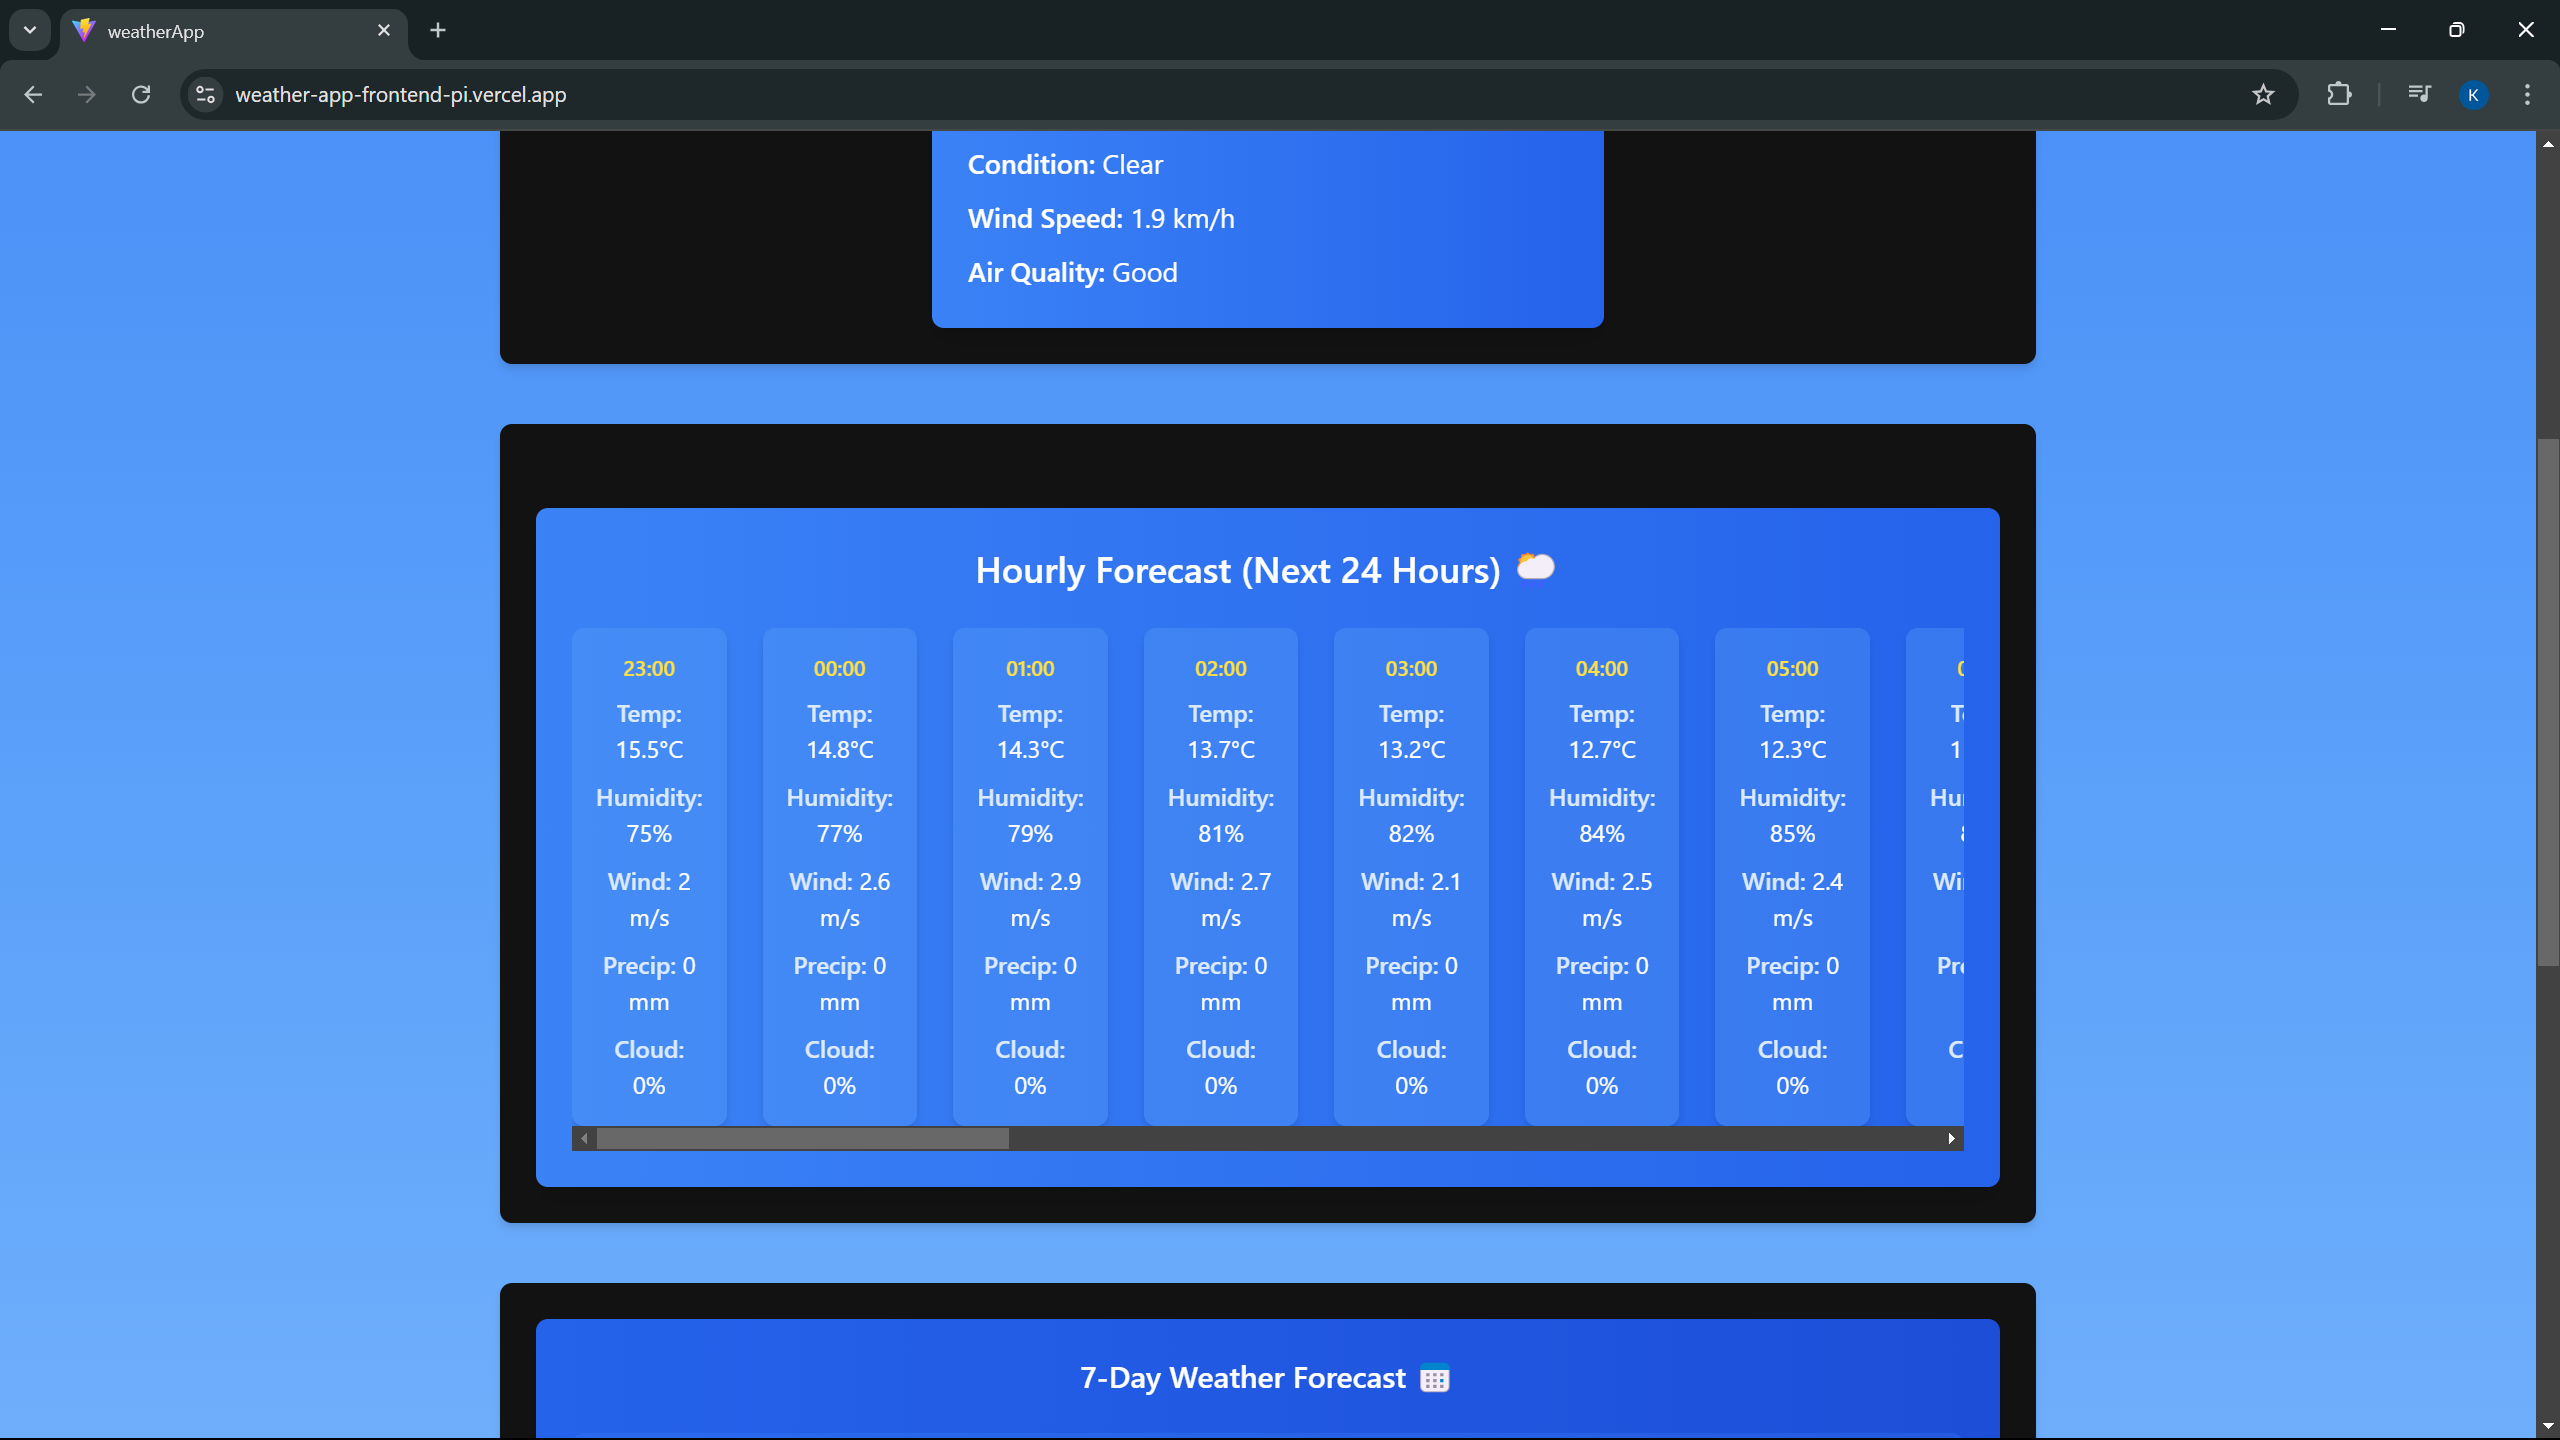 weatherApp
weather-app-frontend-pi.vercel.app
K
Condition: Clear
Wind Speed: 1.9 km/h
Air Quality: Good
Hourly Forecast (Next 24 Hours)
23:00
Temp:
15.5°C
Humidity:
75%
Wind: 2
m/s
Precip: 0
mm
Cloud:
0%
00:00
Temp:
14.8°C
Humidity:
77%
Wind: 2.6
m/s
Precip: 0
mm
Cloud:
0%
01:00
Temp:
14.3°C
Humidity:
79%
Wind: 2.9
m/s
Precip: 0
mm
Cloud:
0%
02:00
Temp:
13.7°C
Humidity:
81%
Wind: 2.7
m/s
Precip: 0
mm
Cloud:
0%
03:00
Temp:
13.2°C
Humidity:
82%
Wind: 2.1
m/s
Precip: 0
mm
Cloud:
0%
04:00
Temp:
12.7°C
Humidity:
84%
Wind: 2.5
m/s
Precip: 0
mm
Cloud:
0%
05:00
Temp:
12.3°C
Humidity:
85%
Wind: 2.4
m/s
Precip: 0
mm
Cloud:
0%
7-Day Weather Forecast